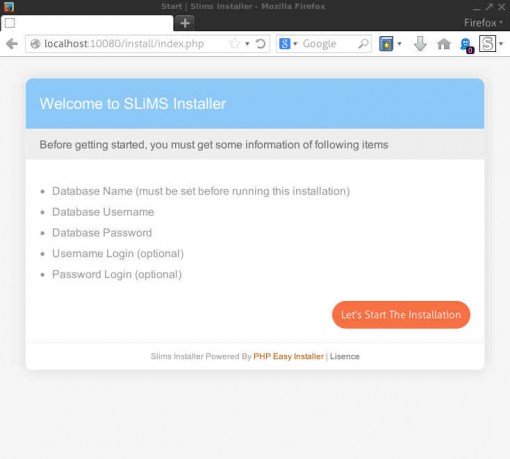 Start | Slims Installer - Mozilla Firefox
Firefox
localhost:10080/install/index.php
Google
0
S
Welcome to SLiMS Installer
Before getting started, you must get some information of following items
Database Name (must be set before running this installation)
Database Username
Database Password
Username Login (optional)
Password Login (optional)
Let's Start The Installation
Sliims Installer Powered By PHP Easy Installer | Lisence